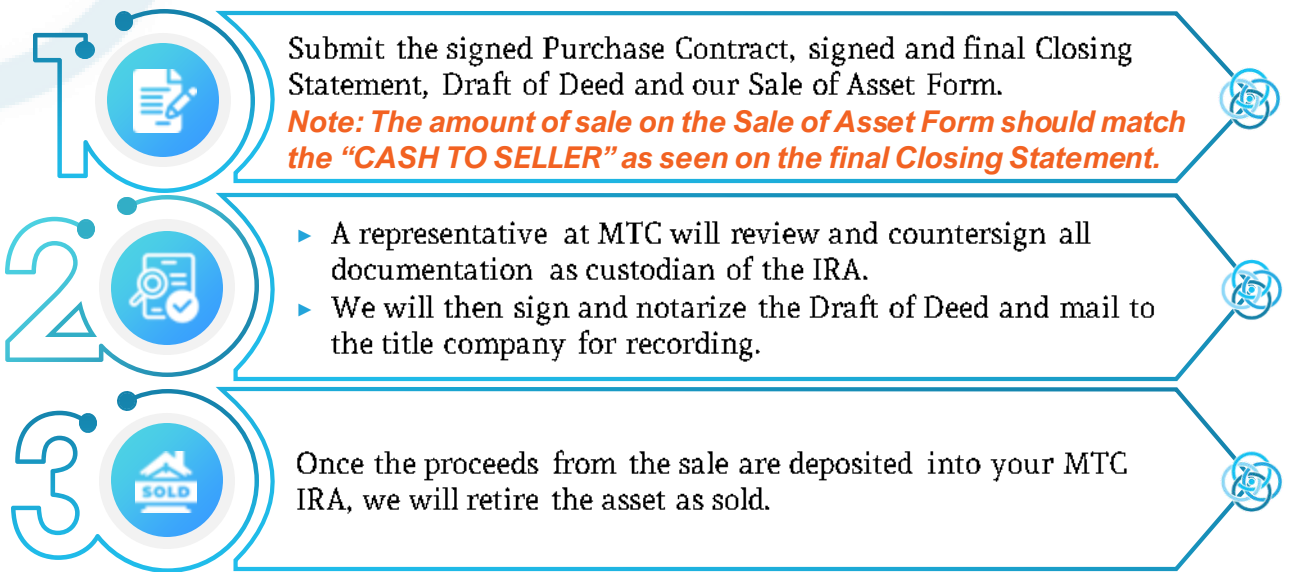 1
Submit the signed Purchase Contract, signed and final Closing
Statement, Draft of Deed and our Sale of Asset Form.
Note: The amount of sale on the Sale of Asset Form should match
the “CASH TO SELLER” as seen on the final Closing Statement.
2
▸ A representative at MTC will review and countersign all
documentation as custodian of the IRA.
▸ We will then sign and notarize the Draft of Deed and mail to
the title company for recording.
3
SOLD
Once the proceeds from the sale are deposited into your MTC
IRA, we will retire the asset as sold.